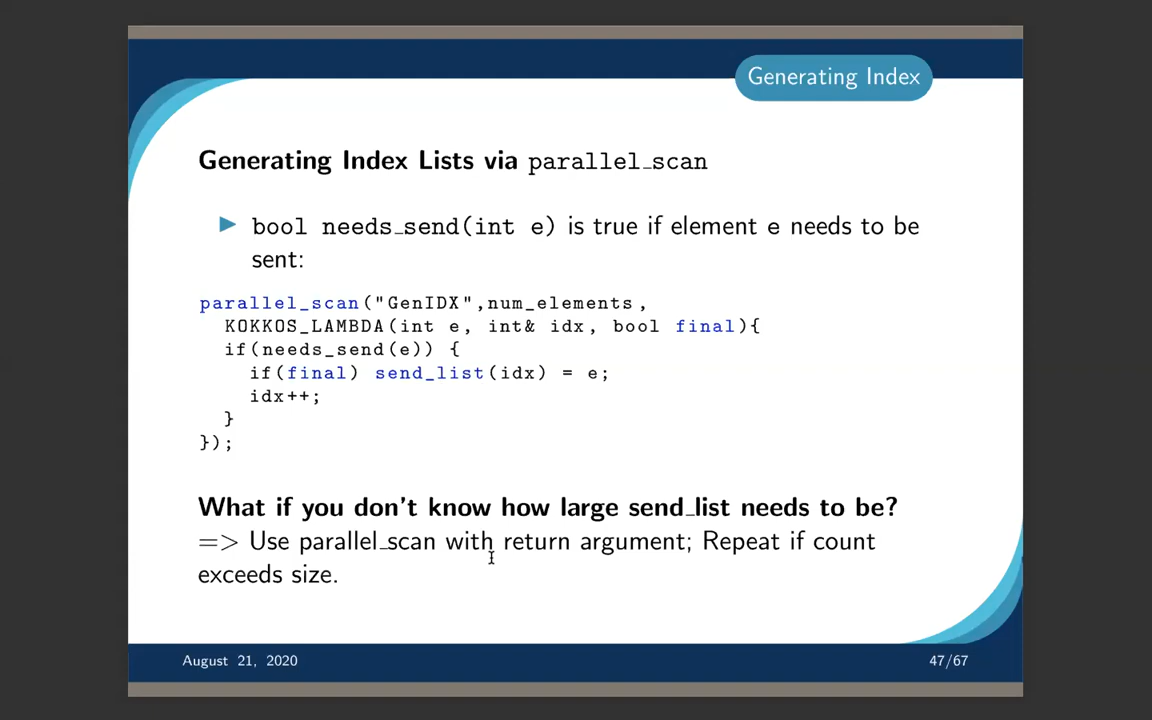 Generating Index
Generating Index Lists via parallel_scan
bool needs_send(int e) is true if element e needs to be
sent:
parallel_scan("GenIDX",num_elements,
KOKKOS_LAMBDA(int e, int& idx, bool final){
if(needs_send(e)) {
if(final) send_list(idx) = e;
idx++;
}
});
What if you don't know how large send_list needs to be?
=> Use parallel_scan with return argument; Repeat if count
exceeds size.
August 21, 2020
47/67